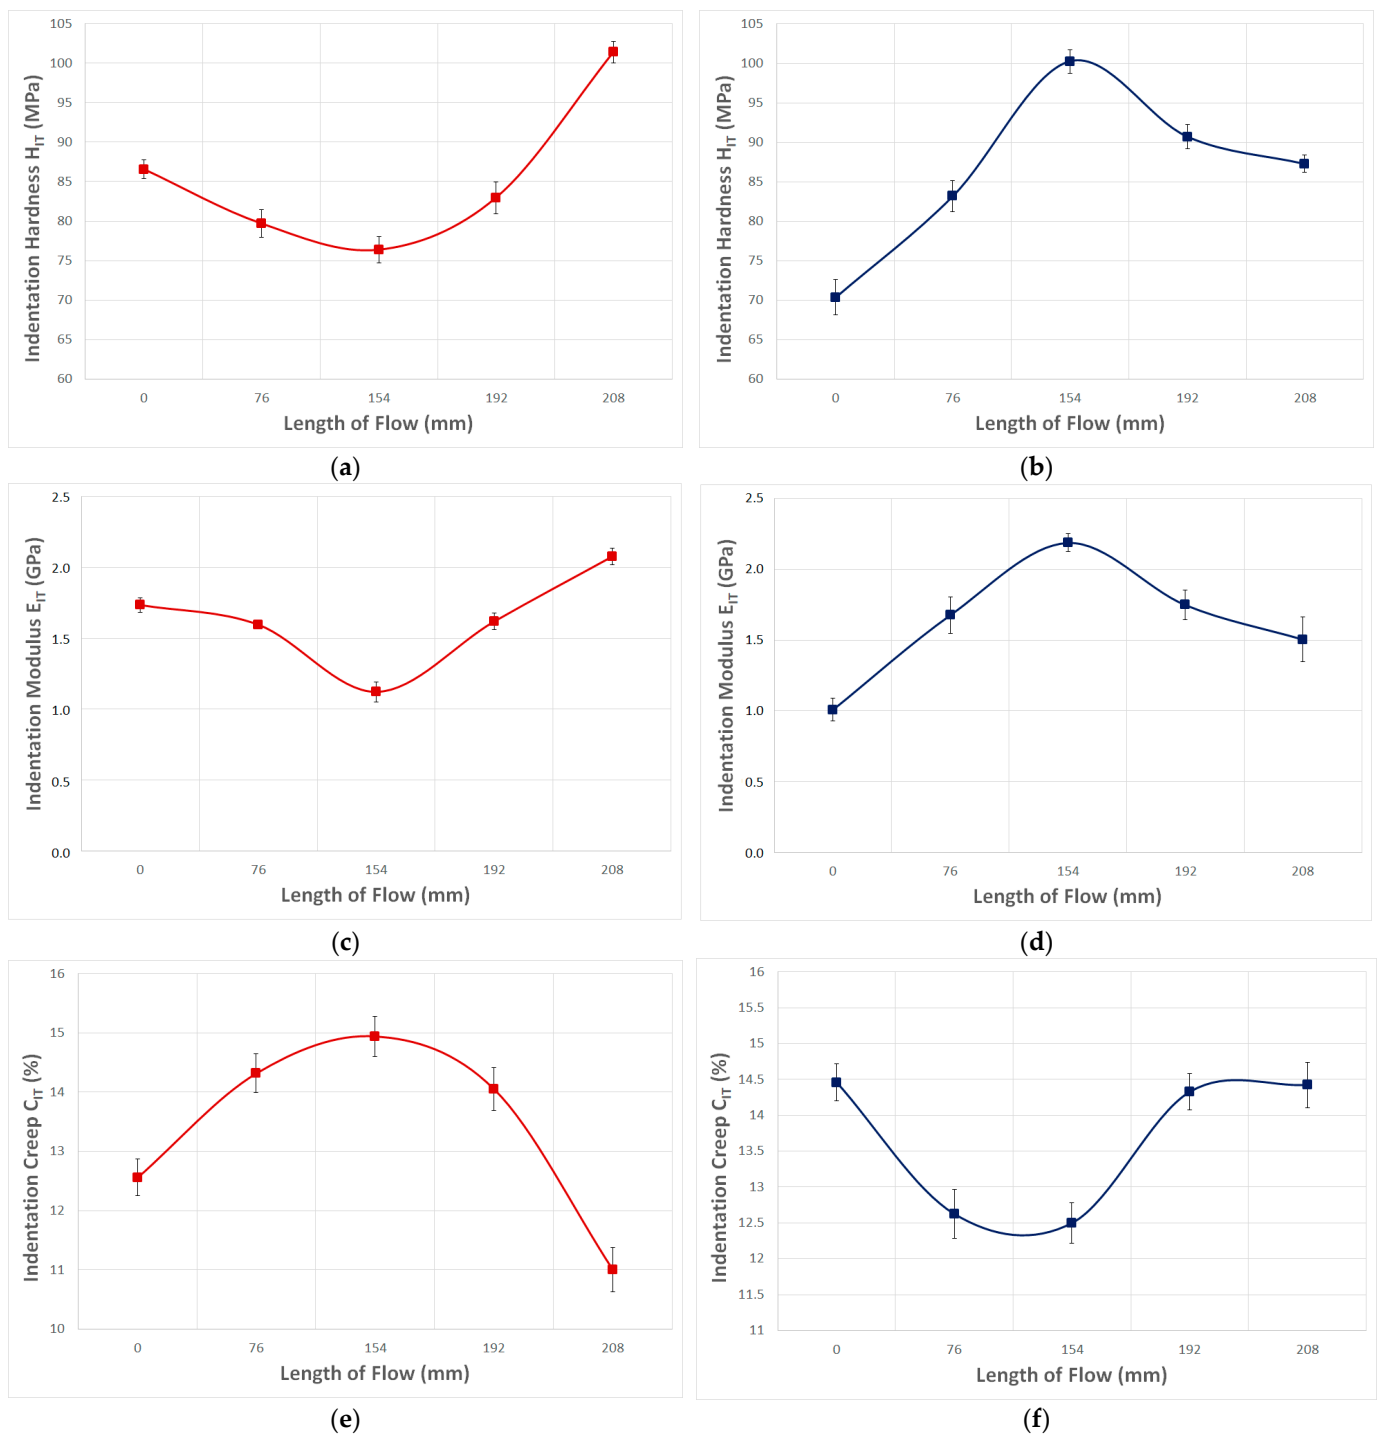 105
100
95
90
85
80
75
70
65
60
Indentation Hardness H_IT (MPa)
0 76 154 192 208
Length of Flow (mm)
(a)
105
100
95
90
85
80
75
70
65
60
Indentation Hardness H_IT (MPa)
0 76 154 192 208
Length of Flow (mm)
(b)
2.5
2.0
1.5
1.0
0.5
0.0
Indentation Modulus E_IT (GPa)
0 76 154 192 208
Length of Flow (mm)
(c)
2.5
2.0
1.5
1.0
0.5
0.0
Indentation Modulus E_IT (GPa)
0 76 154 192 208
Length of Flow (mm)
(d)
16
15
14
13
12
11
10
Indentation Creep C_IT (%)
0 76 154 192 208
Length of Flow (mm)
(e)
16
15.5
15
14.5
14
13.5
13
12.5
12
11.5
11
Indentation Creep C_IT (%)
0 76 154 192 208
Length of Flow (mm)
(f)